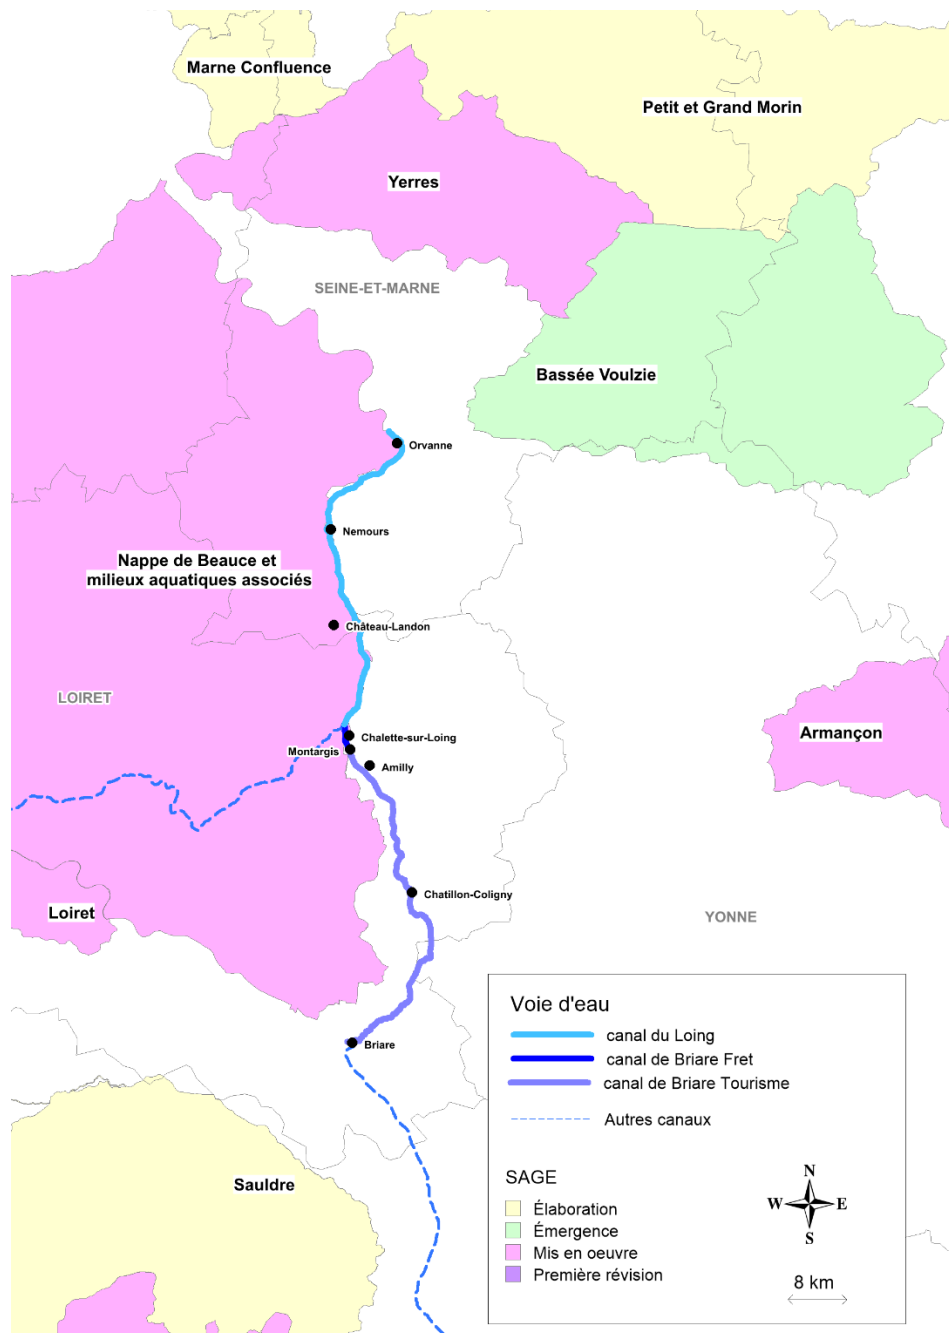 Marne Confluence
Petit et Grand Morin
Yerres
SEINE-ET-MARNE
Bassée Voulzie
Orvanne
Nemours
Nappe de Beauce et
milieux aquatiques associés
Château-Landon
LOIRET
Chalette-sur-Loing
Montargis
Amilly
Armançon
Chatillon-Coligny
Loiret
YONNE
Briare
Sauldre
Voie d'eau
canal du Loing
canal de Briare Fret
canal de Briare Tourisme
Autres canaux
SAGE
Élaboration
Émergence
Mis en oeuvre
Première révision
N
W E
S
8 km